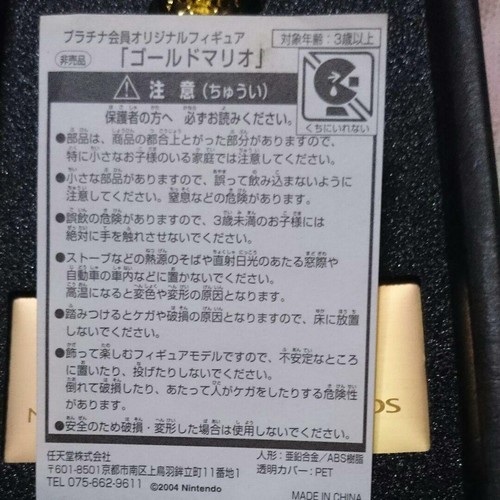 プラチナ会員オリジナルフィギュア
対象年齢:3歳以上
非売品
「ゴールドマリオ」
注 意(ちゅうい)
くちにいれない
保護者の方へ 必ずお読みください。
●部品は、商品の都合上とがった部分がありますので、
特に小さなお子様のいる家庭では注意してください。
●小さな部品がありますので、誤って飲み込まないように
注意してください。窒息などの危険があります。
●誤飲の危険がありますので、3歳未満のお子様には
絶対に手を触れさせないでください。
●ストーブなどの熱源のそばや直射日光のあたる窓際や
自動車の車内などに置かないでください。
高温になると変色や変形の原因となります。
●踏みつけるとケガや破損の原因となりますので、床に放置
しないでください。
●飾って楽しむフィギュアモデルですので、不安定なところ
に置いたり、投げたりしないでください。
倒れて破損したり、あたって人がケガをしたりする危険性
があります。
●安全のため破損・変形した場合は使用しないでください。
任天堂株式会社
〒601-8501京都市南区上鳥羽鉾立町11番地1
TEL 075-662-9611
©2004 Nintendo
人形:亜鉛合金/ABS樹脂
透明カバー:PET
MADE IN CHINA